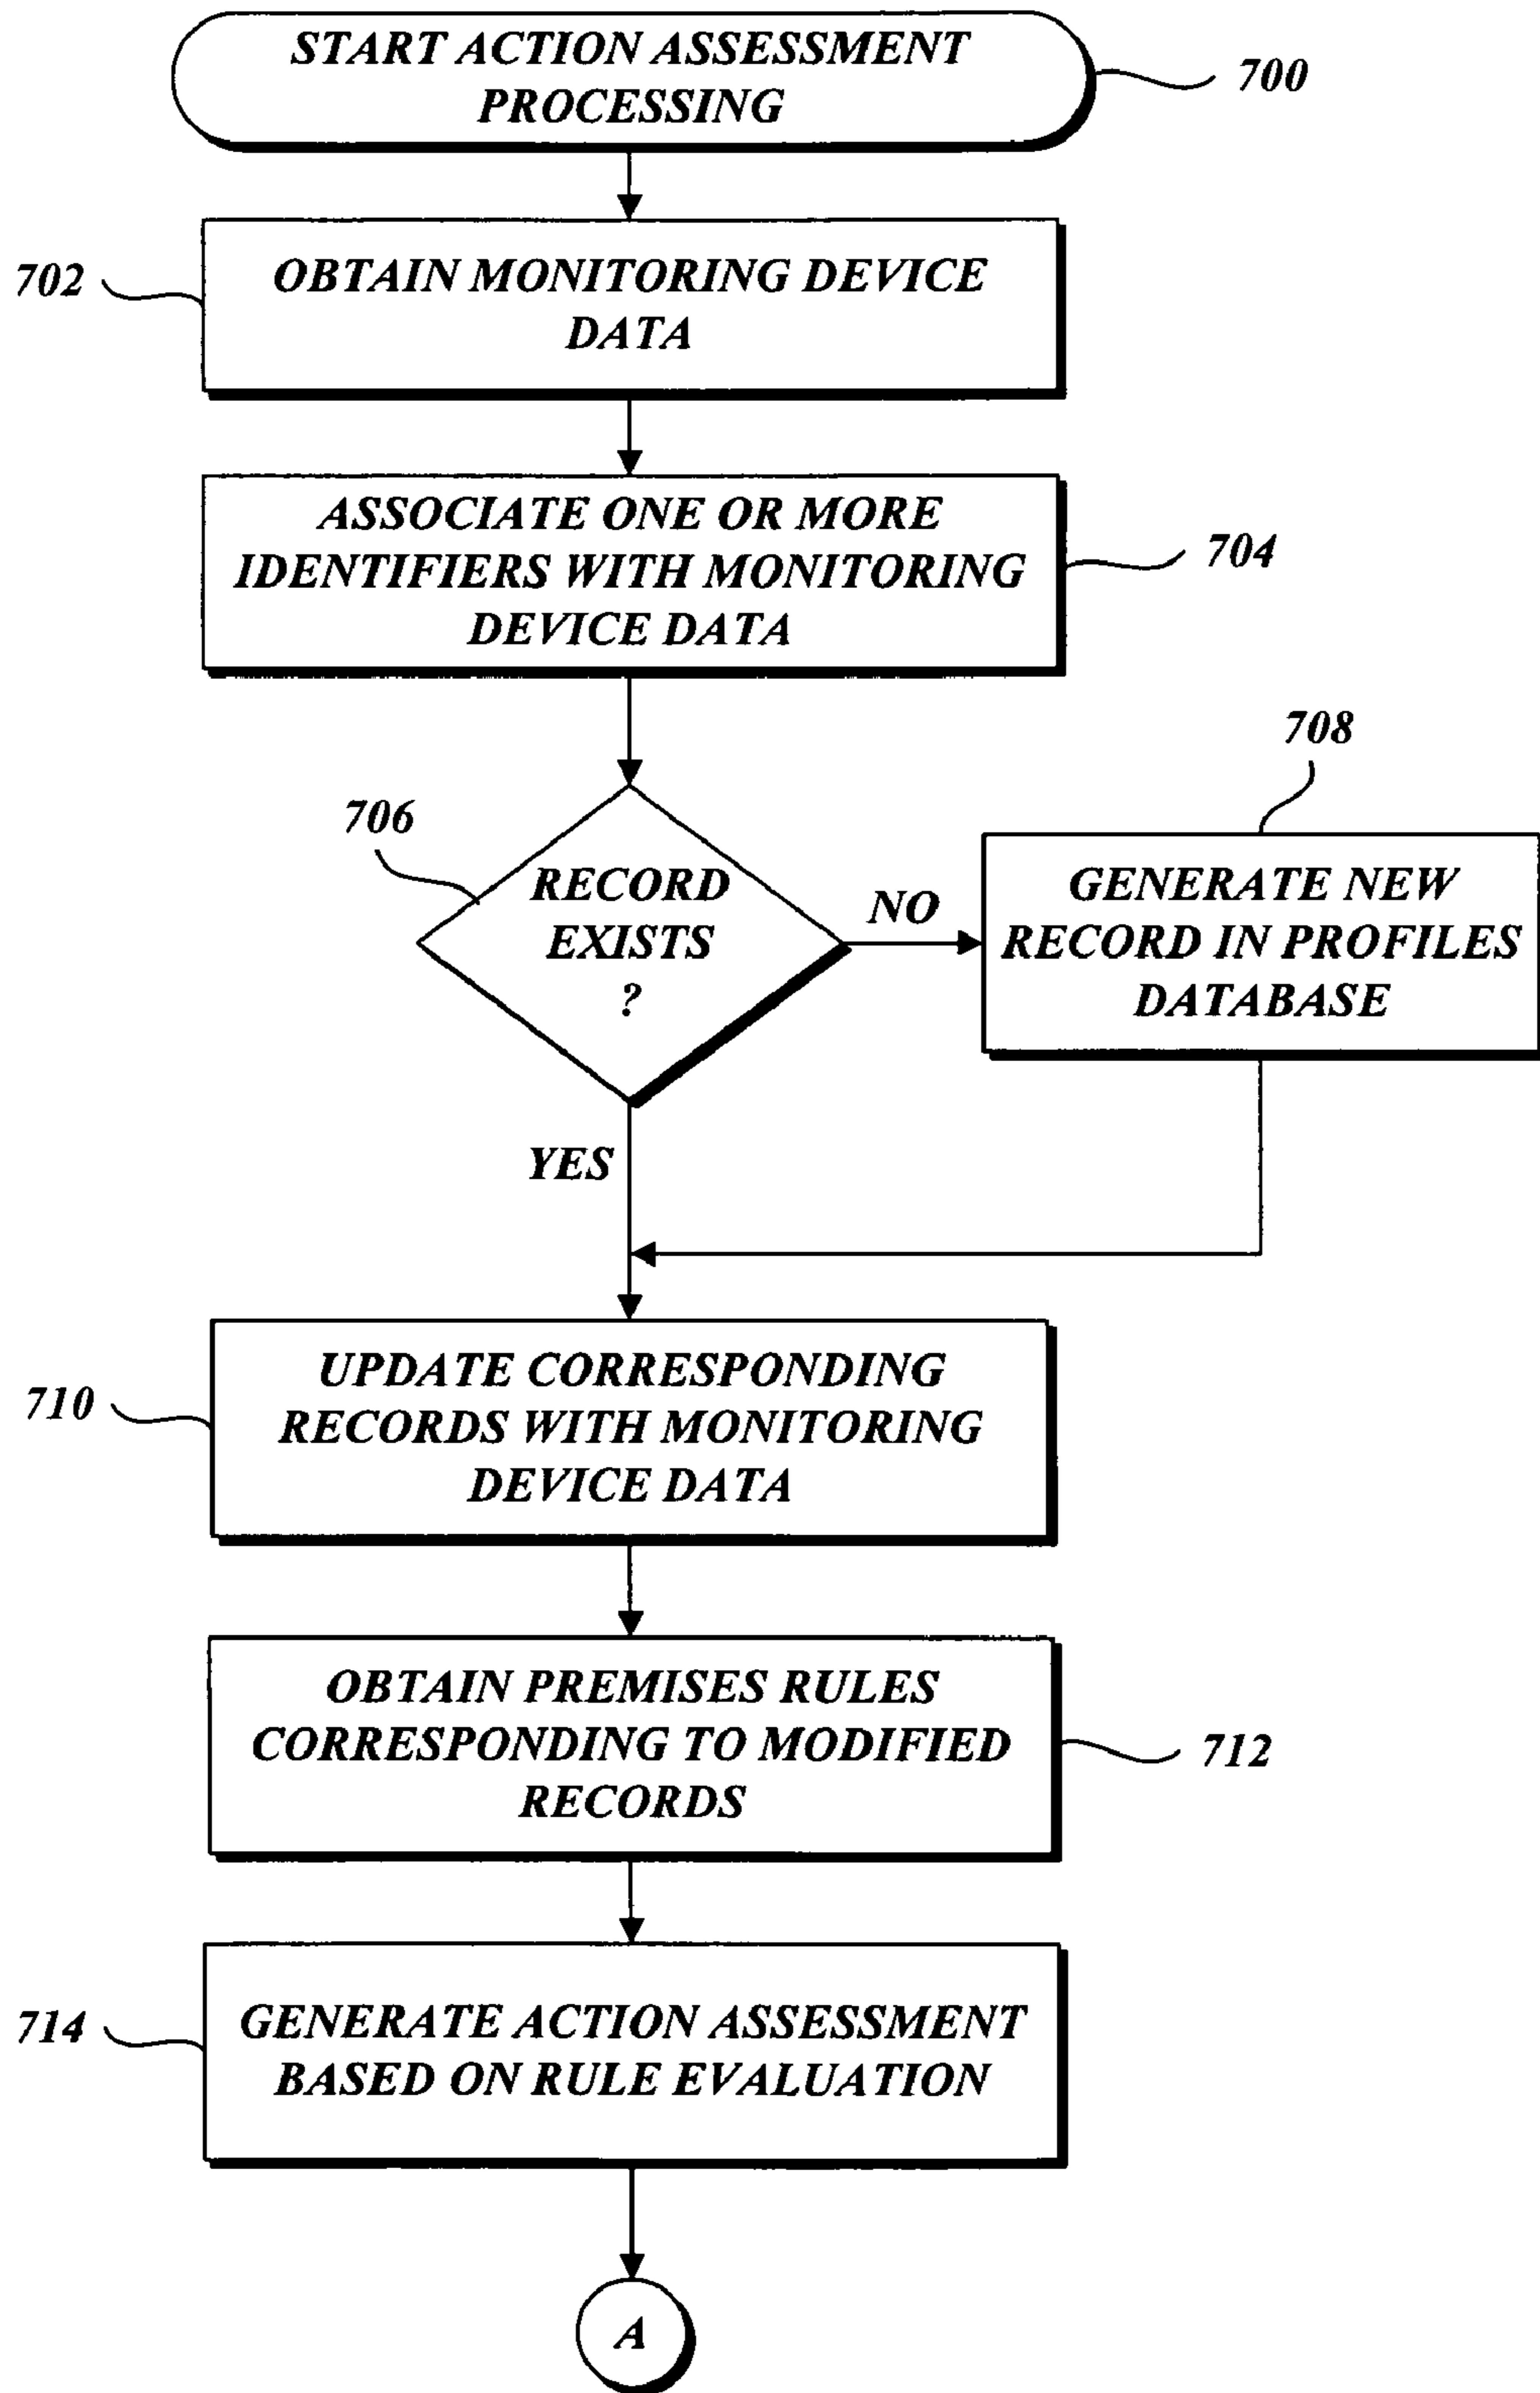 START ACTION ASSESSMENT
PROCESSING
700
702
OBTAIN MONITORING DEVICE
DATA
ASSOCIATE ONE OR MORE
IDENTIFIERS WITH MONITORING
DEVICE DATA
704
706
RECORD
EXISTS
?
NO
708
GENERATE NEW
RECORD IN PROFILES
DATABASE
YES
710
UPDATE CORRESPONDING
RECORDS WITH MONITORING
DEVICE DATA
OBTAIN PREMISES RULES
CORRESPONDING TO MODIFIED
RECORDS
712
714
GENERATE ACTION ASSESSMENT
BASED ON RULE EVALUATION
A